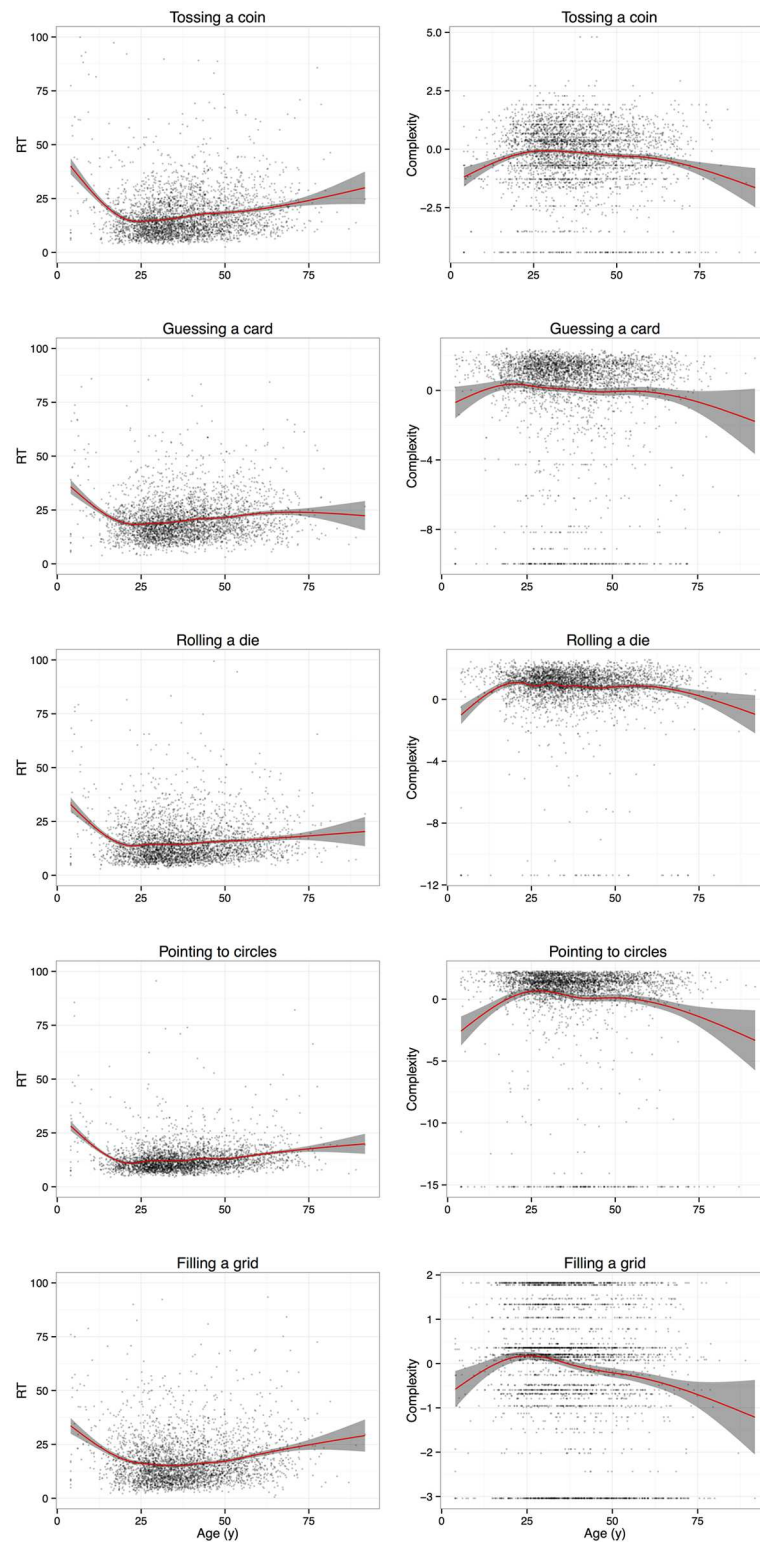 Tossing a coin
Tossing a coin
100
75
50
25
0
RT
0 25 50 75
5.0
2.5
0.0
−2.5
Complexity
0 25 50 75
Guessing a card
Guessing a card
100
75
50
25
0
RT
0 25 50 75
0
−4
−8
Complexity
0 25 50 75
Rolling a die
Rolling a die
100
75
50
25
0
RT
0 25 50 75
0
−4
−8
−12
Complexity
0 25 50 75
Pointing to circles
Pointing to circles
100
75
50
25
0
RT
0 25 50 75
0
−5
−10
−15
Complexity
0 25 50 75
Filling a grid
Filling a grid
100
75
50
25
0
RT
0 25 50 75
Age (y)
2
1
0
−1
−2
−3
Complexity
0 25 50 75
Age (y)